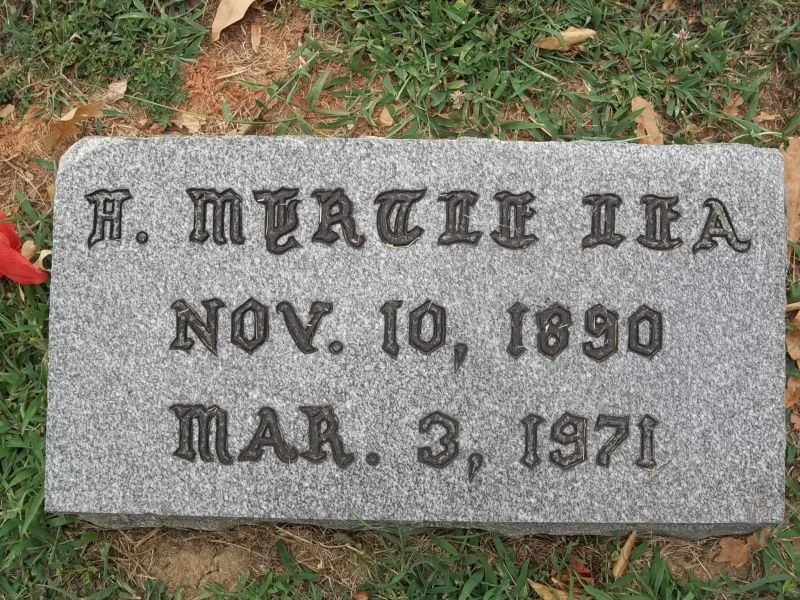 H. MYRTLE LEA
NOV. 10, 1890
MAR. 3, 1971